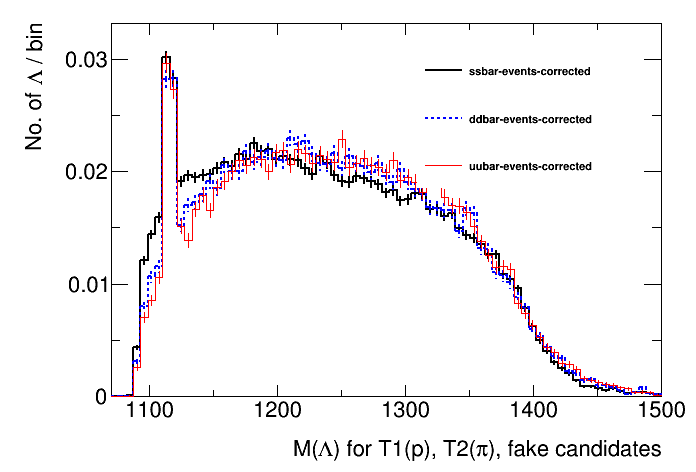 No. of Λ / bin
0.03
0.02
0.01
0
ssbar-events-corrected
ddbar-events-corrected
uubar-events-corrected
1100 1200 1300 1400 1500
M(Λ) for T1(p), T2(π), fake candidates